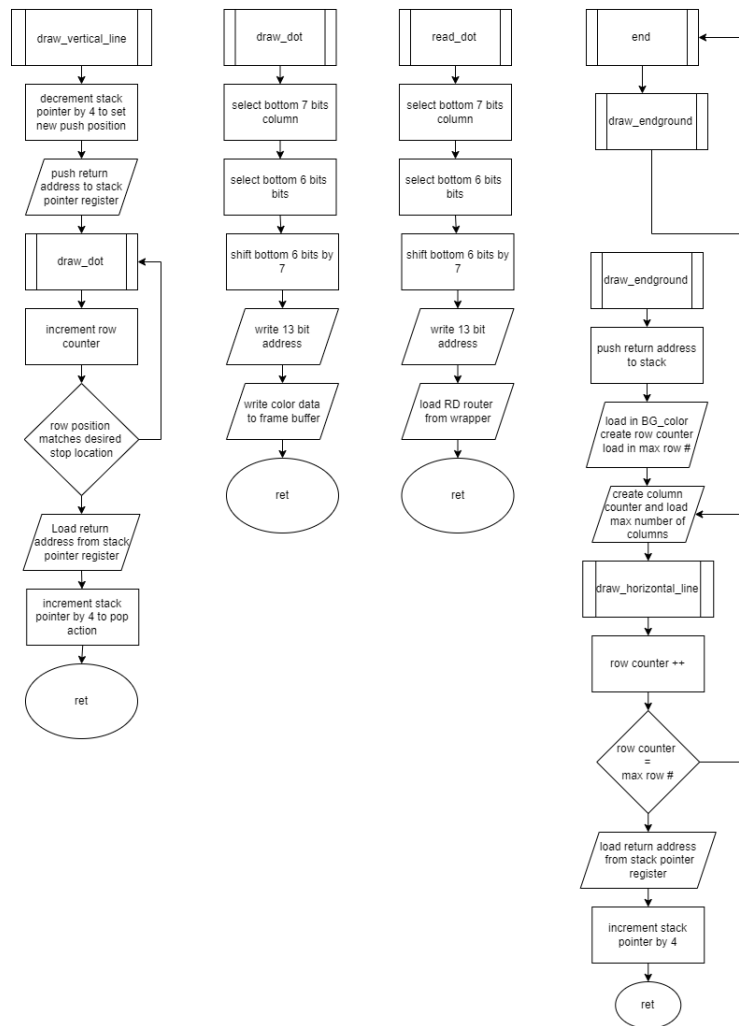 draw_vertical_line
decrement stack
pointer by 4 to set
new push position
push return
address to stack
pointer register
draw_dot
increment row
counter
row position
matches desired
stop location
Load return
address from stack
pointer register
increment stack
pointer by 4 to pop
action
ret
draw_dot
select bottom 7 bits
column
select bottom 6 bits
bits
shift bottom 6 bits by
7
write 13 bit
address
write color data
to frame buffer
ret
read_dot
select bottom 7 bits
column
select bottom 6 bits
bits
shift bottom 6 bits by
7
write 13 bit
address
load RD router
from wrapper
ret
end
draw_endground
draw_endground
push return address
to stack
load in BG_color
create row counter
load in max row #
create column
counter and load
max number of
columns
draw_horizontal_line
row counter ++
row counter
=
max row #
load return address
from stack pointer
register
increment stack
pointer by 4
ret